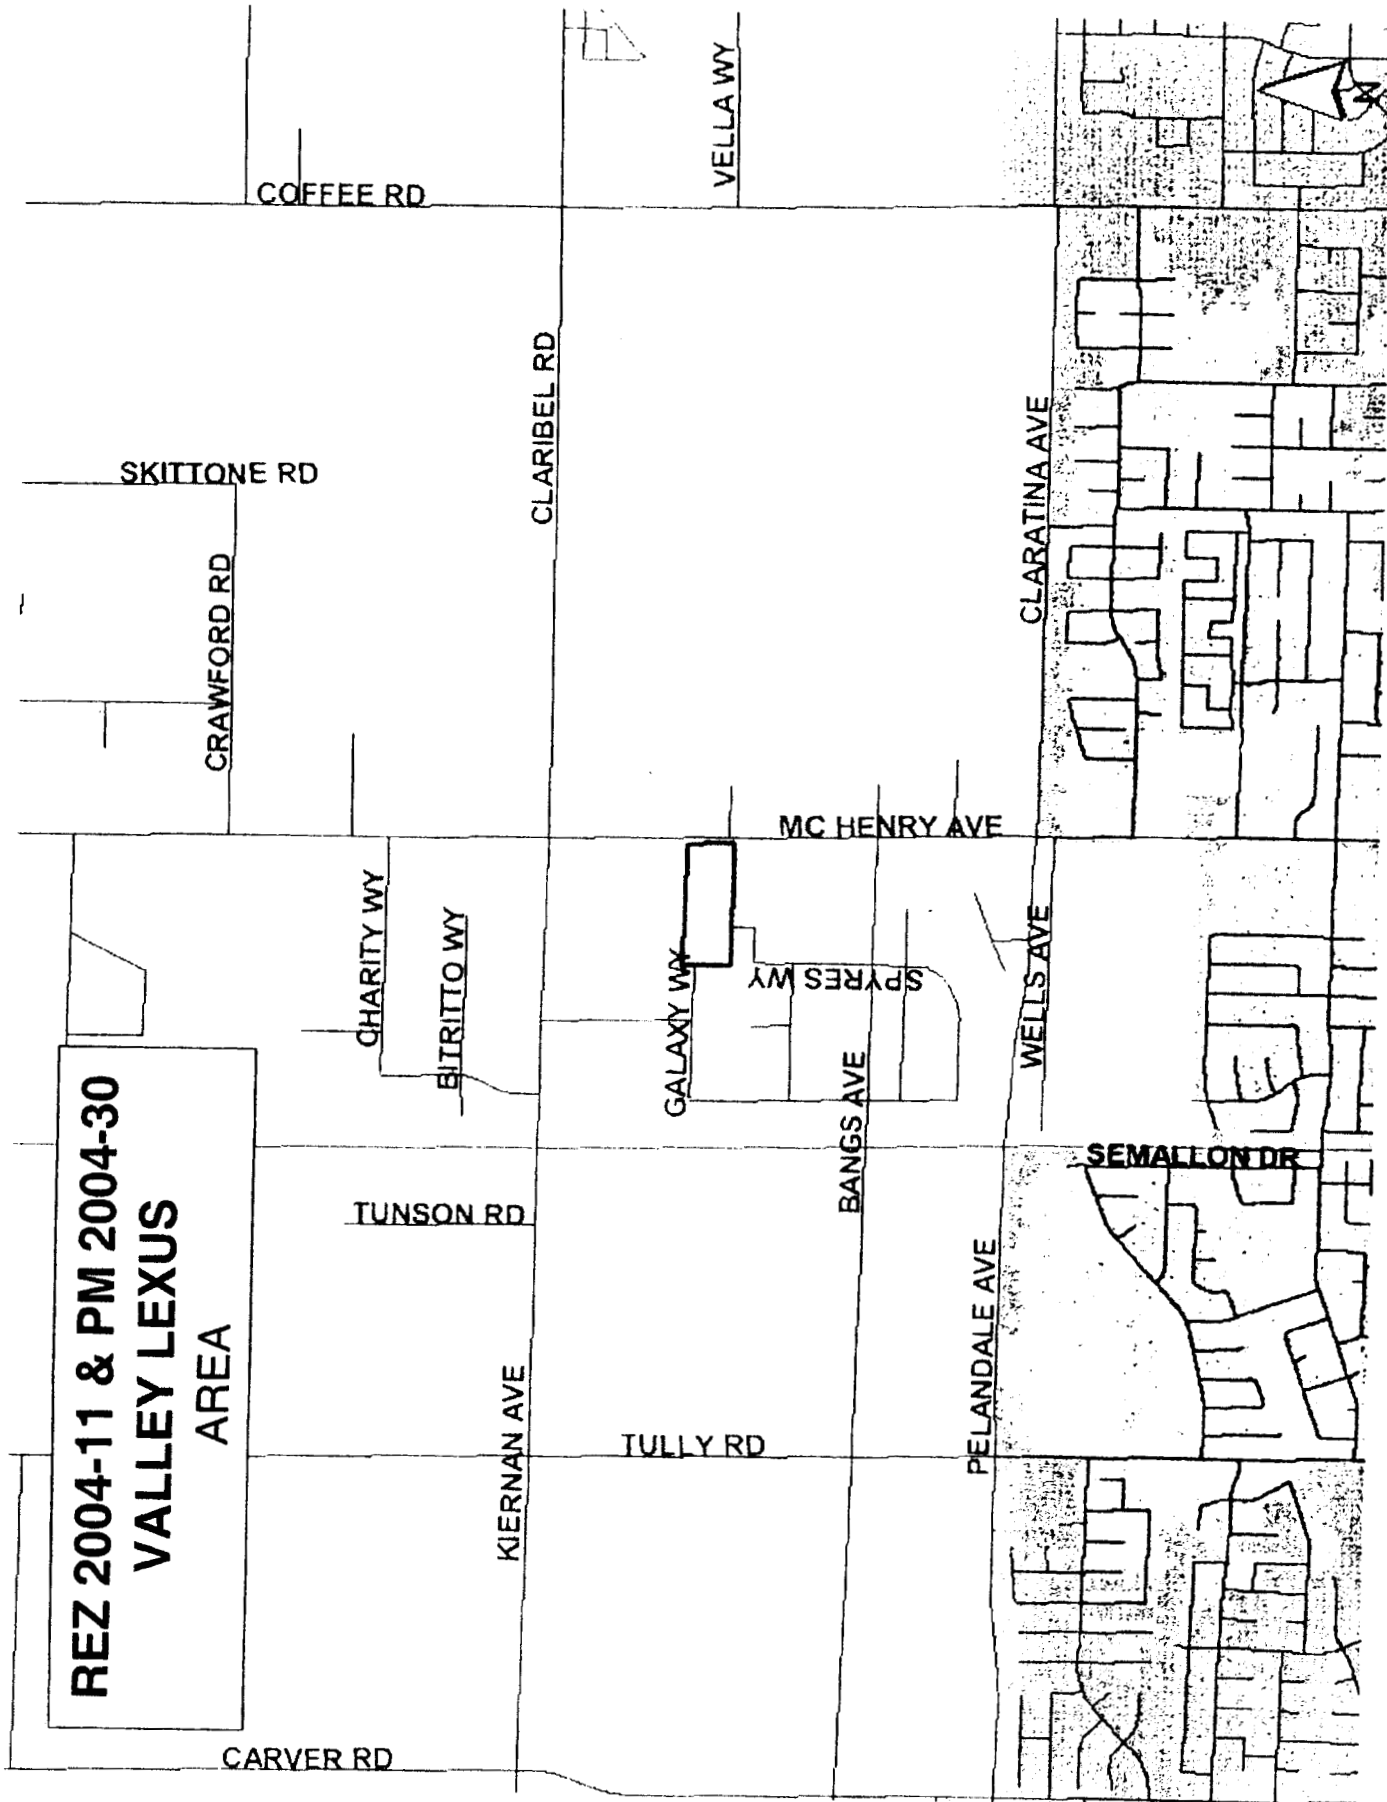 REZ 2004-11 & PM 2004-30
VALLEY LEXUS
AREA
COFFEE RD
VELLA WY
SKITTONE RD
CLARIBEL RD
CRAWFORD RD
CLARATINA AVE
MC HENRY AVE
CHARITY WY
BITRITTO WY
GALAXY WY
SPYRES WY
WELLS AVE
BANGS AVE
SEMALLON DR
TUNSON RD
PELANDALE AVE
KIERNAN AVE
TULLY RD
CARVER RD
N